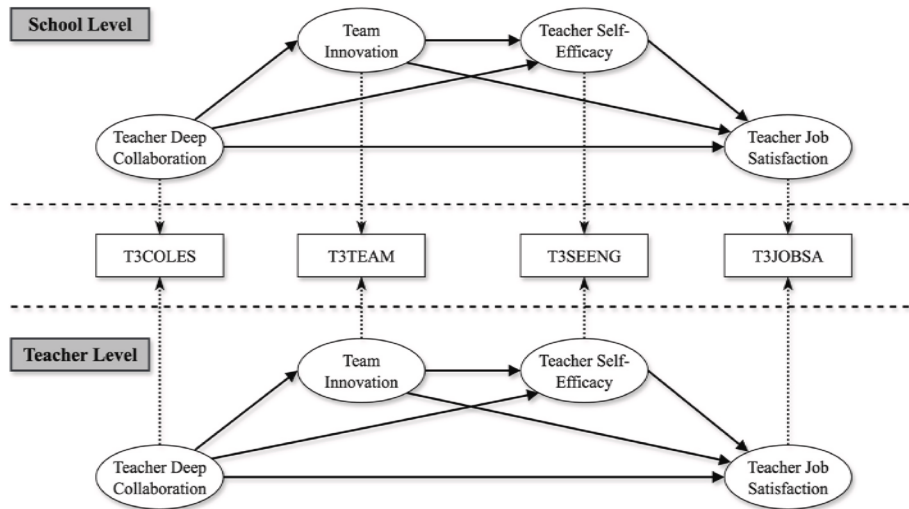 School Level
Team
Innovation
Teacher Self-
Efficacy
Teacher Deep
Collaboration
Teacher Job
Satisfaction
T3COLES
T3TEAM
T3SEENG
T3JOBSA
Teacher Level
Team
Innovation
Teacher Self-
Efficacy
Teacher Deep
Collaboration
Teacher Job
Satisfaction